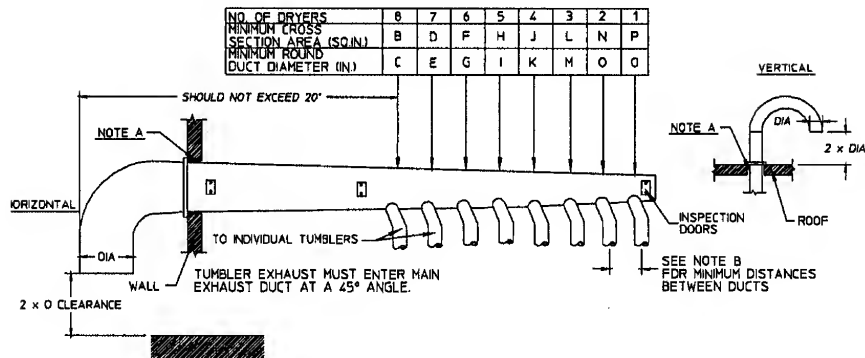 NO. OF DRYERS 8 7 6 5 4 3 2 1
MINIMUM CROSS
SECTION AREA (SQ.IN.) B D F H J L N P
MINIMUM ROUND
DUCT DIAMETER (IN.) C E G I K M O Q
SHOULD NOT EXCEED 20"
NOTE A
HORIZONTAL
DIA
2 x D CLEARANCE
WALL
TO INDIVIDUAL TUMBLERS
TUMBLER EXHAUST MUST ENTER MAIN
EXHAUST DUCT AT A 45° ANGLE.
INSPECTION
DOORS
SEE NOTE B
FOR MINIMUM DISTANCES
BETWEEN DUCTS
VERTICAL
NOTE A
DIA
2 x DIA
ROOF